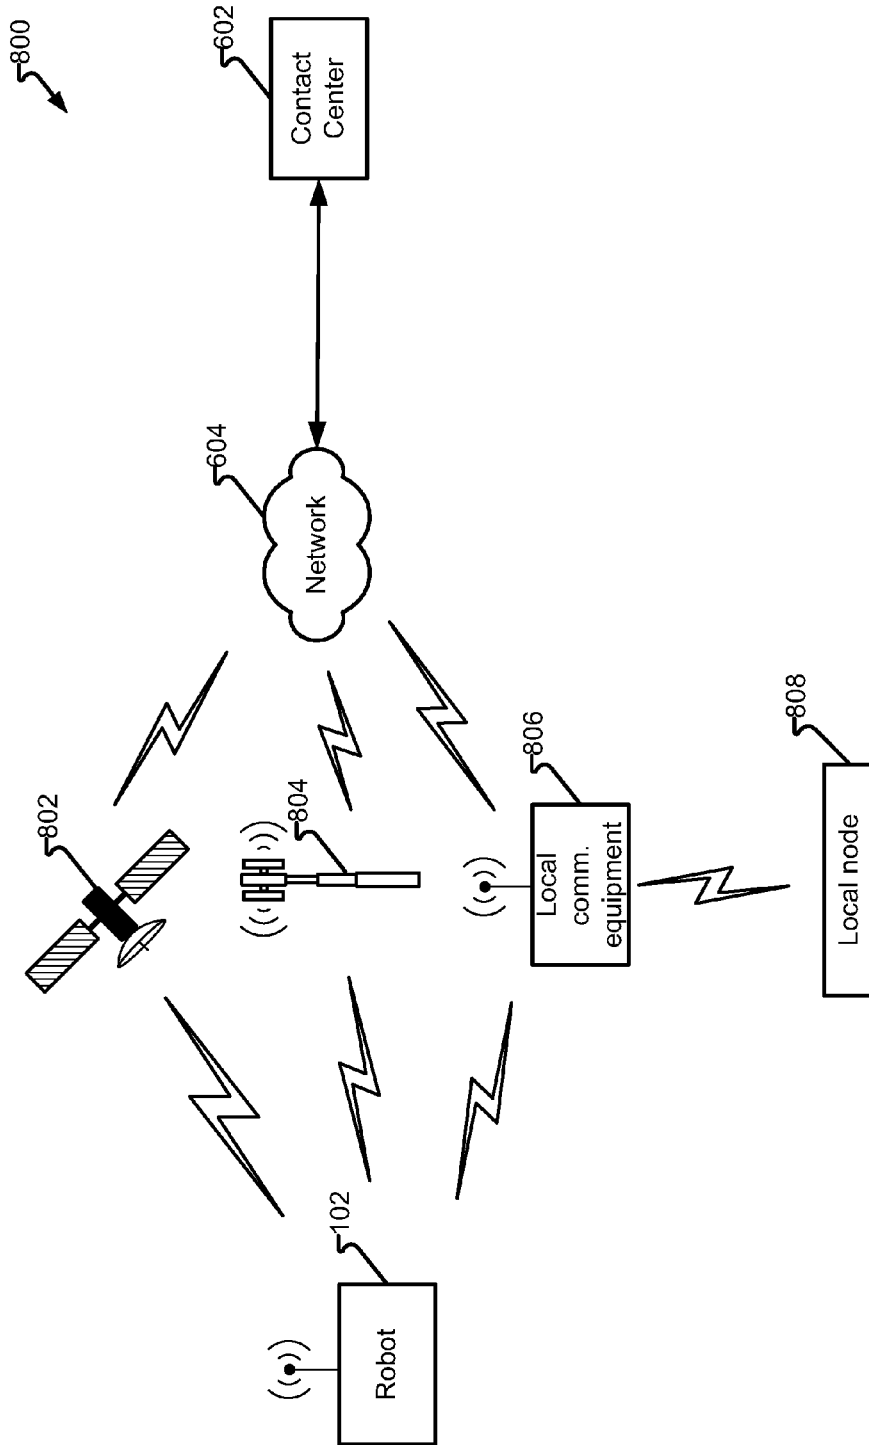 800
802
804
604
602
Network
Contact
Center
102
Robot
806
Local
comm.
equipment
808
Local node